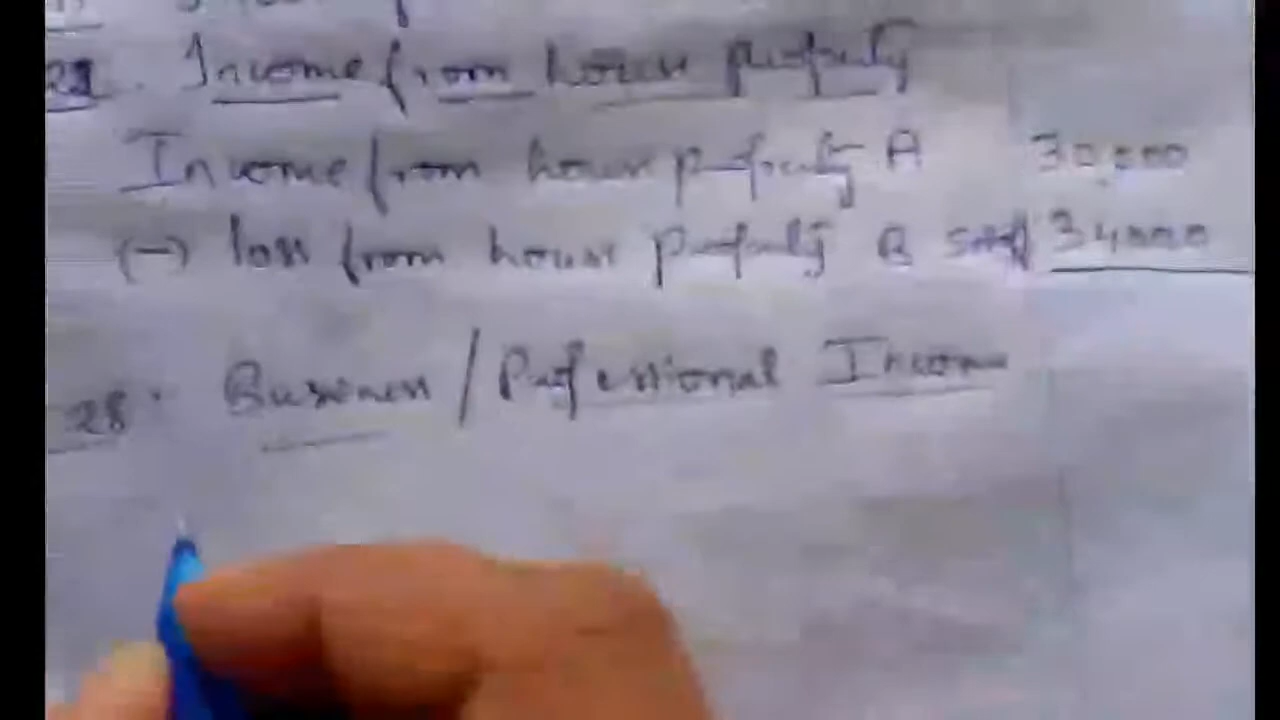 22. Income from house property
Income from house property A 30,000
(-) loss from house property B 34,000
28. Business / Professional Income